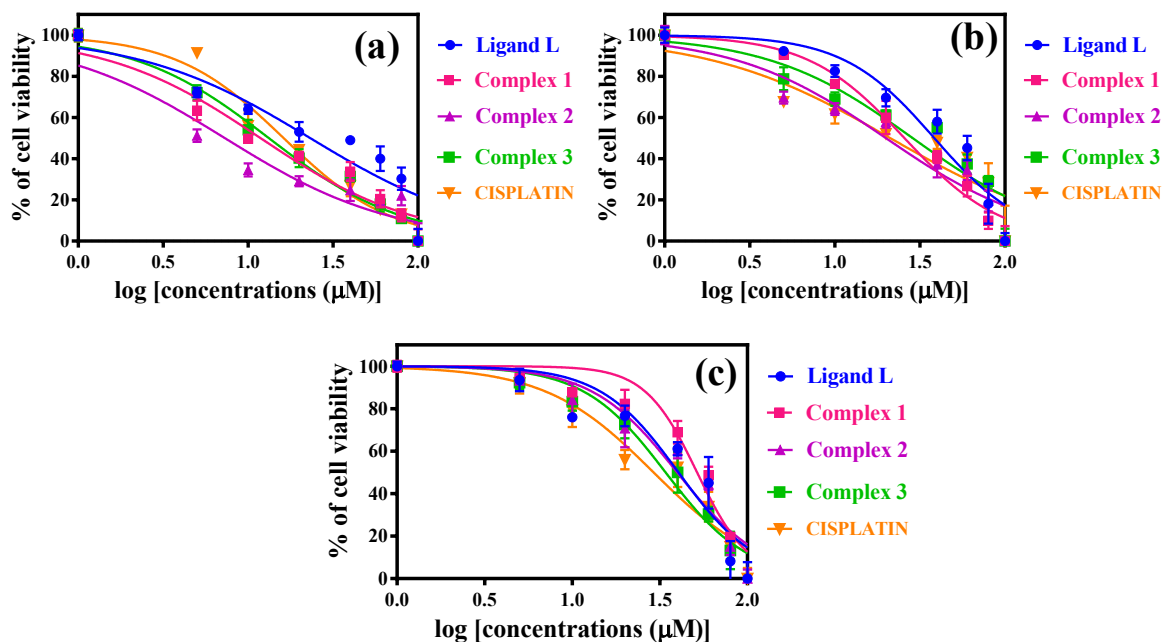 (a)
% of cell viability
100
80
60
40
20
0
0.0 0.5 1.0 1.5 2.0
log [concentrations (μM)]
Ligand L
Complex 1
Complex 2
Complex 3
CISPLATIN
(b)
% of cell viability
100
80
60
40
20
0
0.0 0.5 1.0 1.5 2.0
log [concentrations (μM)]
Ligand L
Complex 1
Complex 2
Complex 3
CISPLATIN
(c)
% of cell viability
100
80
60
40
20
0
0.0 0.5 1.0 1.5 2.0
log [concentrations (μM)]
Ligand L
Complex 1
Complex 2
Complex 3
CISPLATIN